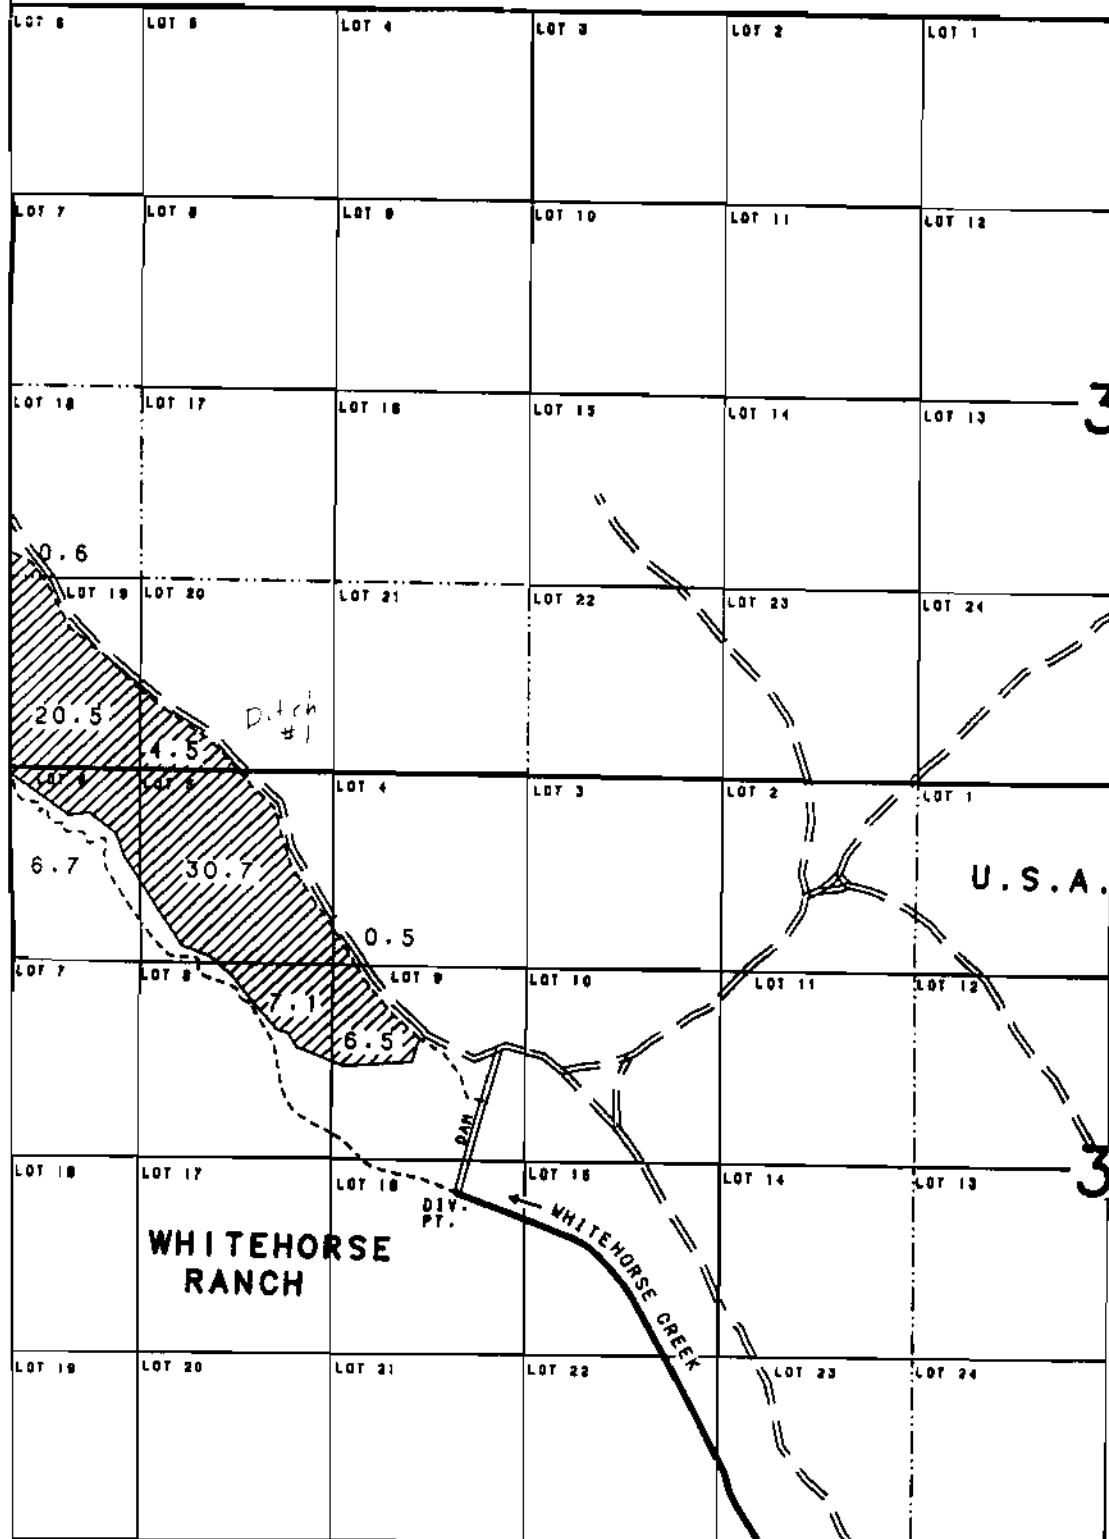 LOT 6 LOT 5 LOT 4 LOT 3 LOT 2 LOT 1
LOT 7 LOT 8 LOT 9 LOT 10 LOT 11 LOT 12
LOT 18 LOT 17 LOT 16 LOT 15 LOT 14 LOT 13
3
0.6
LOT 19 LOT 20 LOT 21 LOT 22 LOT 23 LOT 24
20.5
4.5
Ditch
#1
LOT 5 LOT 4 LOT 3 LOT 2 LOT 1
6.7
30.7
U.S.A.
0.5
LOT 7 LOT 8 LOT 9 LOT 10 LOT 11 LOT 12
7.1
6.5
DAM
LOT 18 LOT 17 LOT 16 LOT 15 LOT 14 LOT 13
3
DIV.
PT.
WHITEHORSE CREEK
WHITEHORSE
RANCH
LOT 19 LOT 20 LOT 21 LOT 22 LOT 23 LOT 24